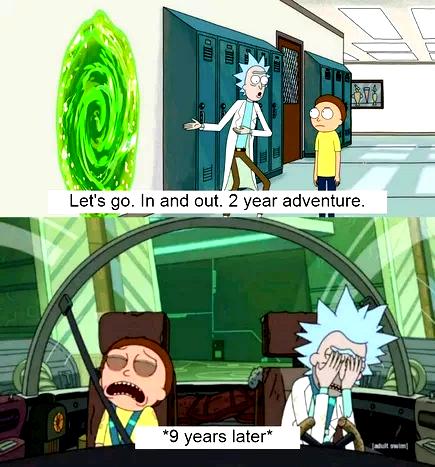 Let's go. In and out. 2 year adventure.
*9 years later*
[adult swim]